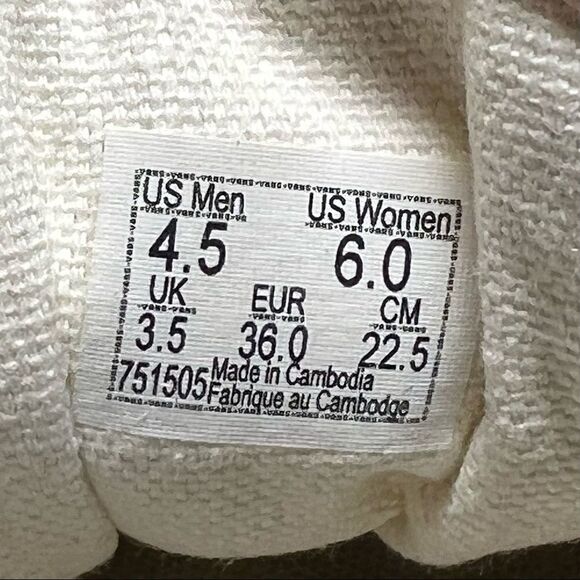 US Men US Women
4.5 6.0
UK EUR CM
3.5 36.0 22.5
751505 Made in Cambodia
Fabrique au Cambodge